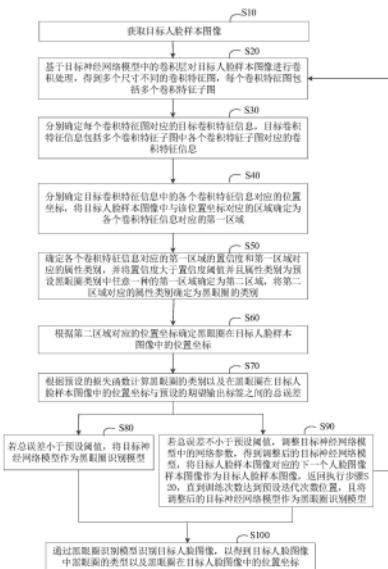 S10
获取目标人脸样本图像
S20
基于目标神经网络模型中的卷积层对目标人脸样本图像进行卷
积处理，得到多个尺寸不同的卷积特征图，每个卷积特征图包
括多个卷积特征子图
S30
分别确定每个卷积特征图对应的目标卷积特征信息，目标卷积
特征信息包括多个卷积特征子图中各个卷积特征子图对应的卷
积特征信息
S40
分别确定目标卷积特征信息中的各个卷积特征信息对应的位置
坐标，将目标人脸样本图像中与该位置坐标对应的区域确定为
各个卷积特征信息对应的第一区域
S50
确定各个卷积特征信息对应的第一区域的置信度和第一区域对
应的属性类别，并将置信度大于置信度阈值并且属性类别为预
设黑眼圈类别中任意一种的第一区域确定为第二区域，将第二
区域对应的属性类别确定为黑眼圈的类别
S60
根据第二区域对应的位置坐标确定黑眼圈在目标人脸样本
图像中的位置坐标
S70
根据预设的损失函数计算黑眼圈的类别以及在黑眼圈在目标人
脸样本图像中的位置坐标与预设的期望输出标签之间的总误差
S80
若总误差小于预设阈值，将目标神
经网络模型作为黑眼圈识别模型
S90
若总误差不小于预设阈值，调整目标神经网络模型
中的网络参数，得到调整后的目标神经网络模
型，将目标人脸样本图像对应的下一个人脸图像
样本图像作为目标人脸样本图像，返回执行步骤S
20，直到训练次数达到预设迭代次数位置，且将
调整后的目标神经网络模型作为黑眼圈识别模型
S100
通过黑眼圈识别模型识别目标人脸图像，以得到目标人脸图像
中黑眼圈的类型以及黑眼圈在目标人脸图像中的位置坐标